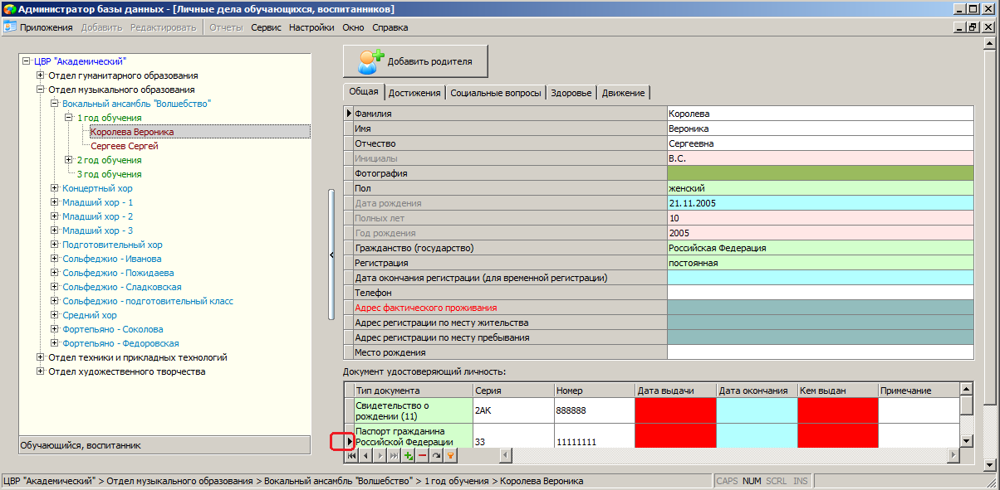 Администратор базы данных - [Личные дела обучающихся, воспитанников]
Приложения Добавить Редактировать Отчеты Сервис Настройки Окно Справка
ЦВР "Академический"
Отдел гуманитарного образования
Отдел музыкального образования
Вокальный ансамбль "Волшебство"
1 год обучения
Королева Вероника
Сергеев Сергей
2 год обучения
3 год обучения
Концертный хор
Младший хор - 1
Младший хор - 2
Младший хор - 3
Подготовительный хор
Сольфеджио - Иванова
Сольфеджио - Пожидаева
Сольфеджио - Сладковская
Сольфеджио - подготовительный класс
Средний хор
Фортепьяно - Соколова
Фортепьяно - Федоровская
Отдел техники и прикладных технологий
Отдел художественного творчества
Обучающийся, воспитанник
Добавить родителя
Общая Достижения Социальные вопросы Здоровье Движение
Фамилия Королева
Имя Вероника
Отчество Сергеевна
Инициалы В.С.
Фотография
Пол женский
Дата рождения 21.11.2005
Полных лет 10
Год рождения 2005
Гражданство (государство) Российская Федерация
Регистрация постоянная
Дата окончания регистрации (для временной регистрации)
Телефон
Адрес фактического проживания
Адрес регистрации по месту жительства
Адрес регистрации по месту пребывания
Место рождения
Документ удостоверяющий личность:
Тип документа Серия Номер Дата выдачи Дата окончания Кем выдан Примечание
Свидетельство о
рождении (11) 2АК 888888
Паспорт гражданина
Российской Федерации 33 11111111
ЦВР "Академический" > Отдел музыкального образования > Вокальный ансамбль "Волшебство" > 1 год обучения > Королева Вероника CAPS NUM SCRL INS